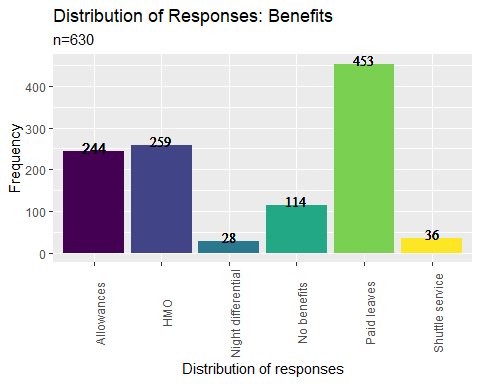 Distribution of Responses: Benefits
n=630
Frequency
400
300
200
100
0
244
259
28
114
453
36
Allowances
HMO
Night differential
No benefits
Paid leaves
Shuttle service
Distribution of responses